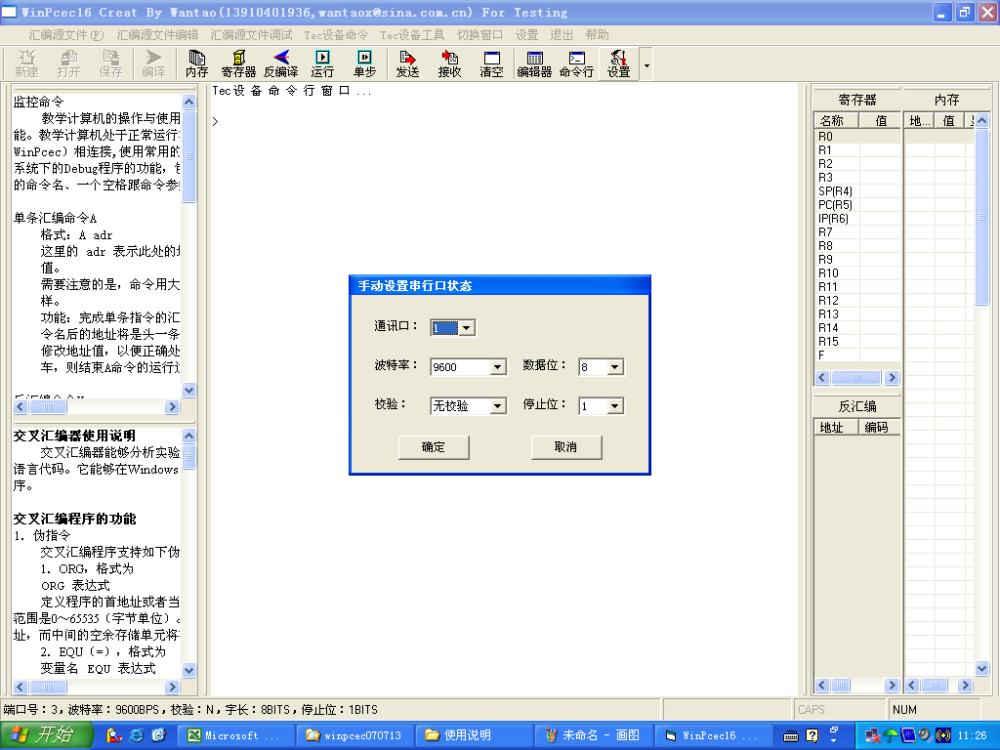 WinPcec16 Creat By Wantao(13910401936,wantaox@sina.com.cn) For Testing
汇编源文件(F) 汇编源文件编辑 汇编源文件调试 Tec设备命令 Tec设备工具 切换窗口 设置 退出 帮助
新建 打开 保存 编译 内存 寄存器 反编译 运行 单步 发送 接收 清空 编辑器 命令行 设置
监控命令
教学计算机的操作与使用
能。教学计算机处于正常运行
WinPcec）相连接,使用常用的
系统下的Debug程序的功能，
的命令名、一个空格跟命令参
单条汇编命令A
格式：A adr
这里的 adr 表示此处的
值。
需要注意的是，命令用大
样。
功能：完成单条指令的汇
令名后的地址将是头一条
修改地址值，以便正确处
车，则结束A命令的运行
交叉汇编器使用说明
交叉汇编器能够分析实验
语言代码。它能够在Windows
序。
交叉汇编程序的功能
1. 伪指令
交叉汇编程序支持如下伪
1. ORG，格式为
ORG 表达式
定义程序的首地址或者当
范围是0～65535（字节单位）。
址，而中间的空余存储单元将
2. EQU（=），格式为
变量名 EQU 表达式
Tec设备命令行窗口...
>
手动设置串行口状态
通讯口： 1
波特率： 9600 数据位： 8
校验： 无校验 停止位： 1
确定 取消
寄存器
名称 值
R0
R1
R2
R3
SP(R4)
PC(R5)
IP(R6)
R7
R8
R9
R10
R11
R12
R13
R14
R15
F
反汇编
地址 编码
内存
地... 值
端口号：3，波特率：9600BPS，校验：N，字长：8BITS，停止位：1BITS
CAPS NUM
开始 Microsoft ... winpcec070713 使用说明 未命名 - 画图 WinPcec16 ... 11:26